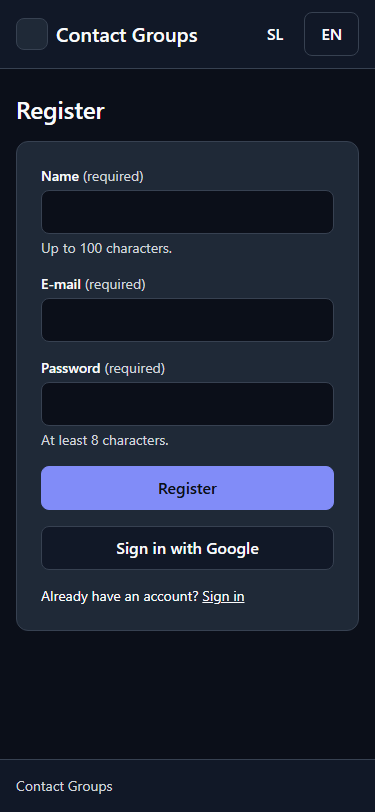 Contact Groups
SL
EN
Register
Name (required)
Up to 100 characters.
E-mail (required)
Password (required)
At least 8 characters.
Register
Sign in with Google
Already have an account? Sign in
Contact Groups